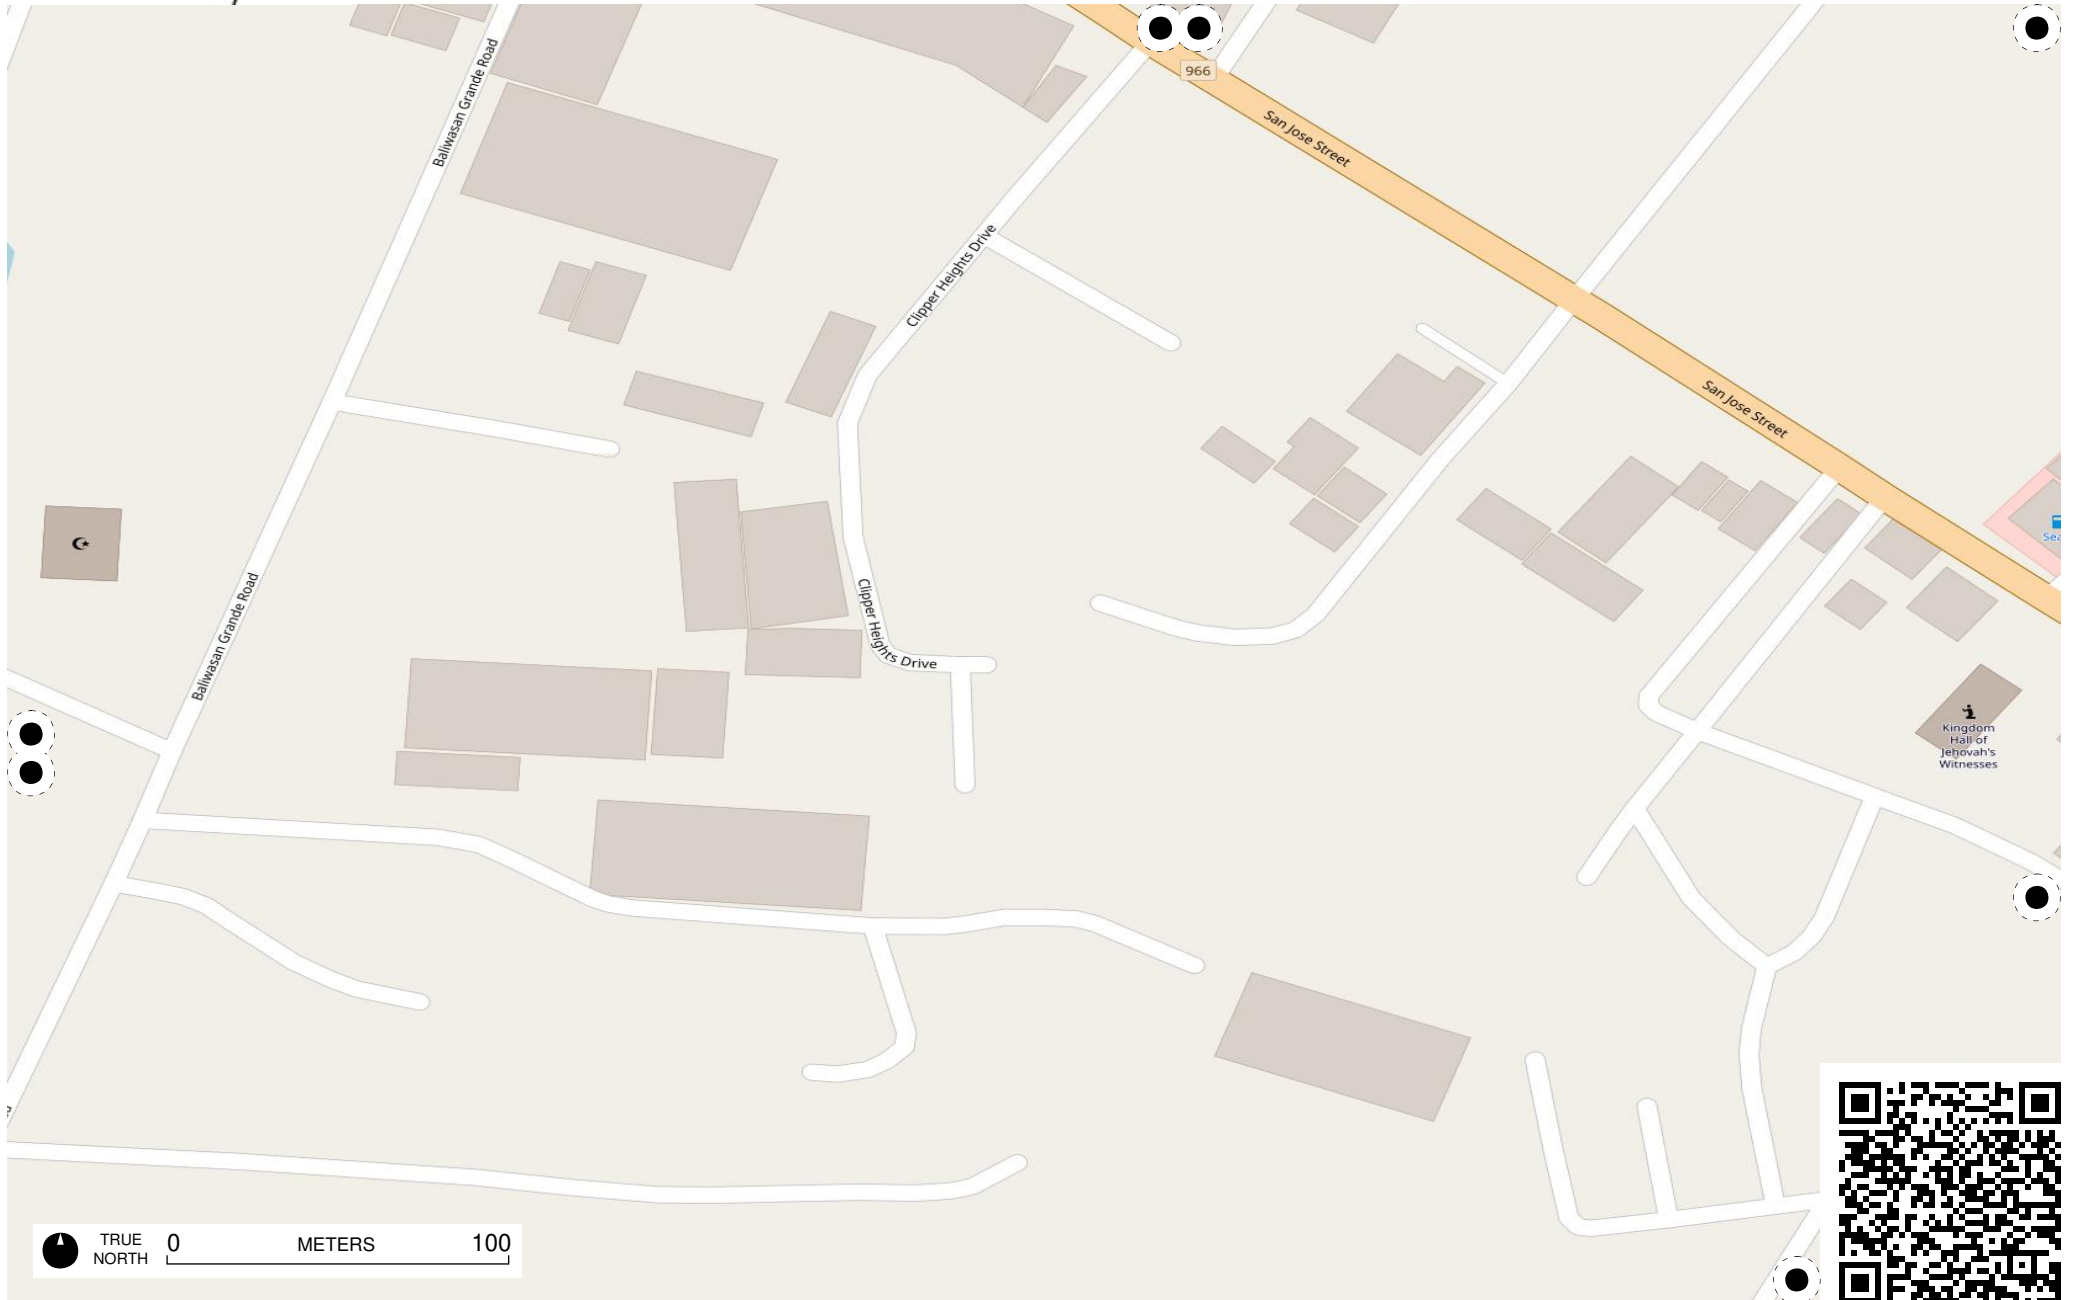 Baliwasan Grande Road
966
San Jose Street
Clipper Heights Drive
San Jose Street
Baliwasan Grande Road
Clipper Heights Drive
Kingdom
Hall of
Jehovah's
Witnesses
TRUE
NORTH
0
METERS
100